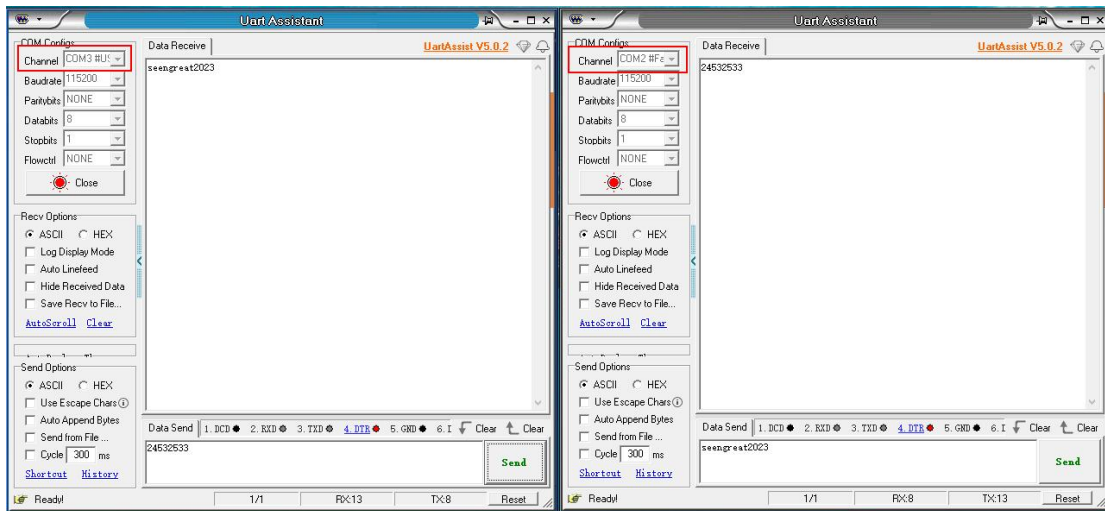 Uart Assistant
COM Configs
Channel COM3 #US
Baudrate 115200
Paritybits NONE
Databits 8
Stopbits 1
Flowctrl NONE
Close
Recv Options
ASCII HEX
Log Display Mode
Auto Linefeed
Hide Received Data
Save Recv to File...
AutoScroll Clear
Send Options
ASCII HEX
Use Escape Chars
Auto Append Bytes
Send from File ...
Cycle 300 ms
Shortcut History
Data Receive UartAssist V5.0.2
seengreat2023
Data Send 1. DCD 2. RXD 3. TXD 4. DTR 5. GND 6. I Clear Clear
24532533
Send
Ready! 1/1 RX:13 TX:8 Reset
Uart Assistant
COM Configs
Channel COM2 #Fa
Baudrate 115200
Paritybits NONE
Databits 8
Stopbits 1
Flowctrl NONE
Close
Recv Options
ASCII HEX
Log Display Mode
Auto Linefeed
Hide Received Data
Save Recv to File...
AutoScroll Clear
Send Options
ASCII HEX
Use Escape Chars
Auto Append Bytes
Send from File ...
Cycle 300 ms
Shortcut History
Data Receive UartAssist V5.0.2
24532533
Data Send 1. DCD 2. RXD 3. TXD 4. DTR 5. GND 6. I Clear Clear
seengreat2023
Send
Ready! 1/1 RX:8 TX:13 Reset